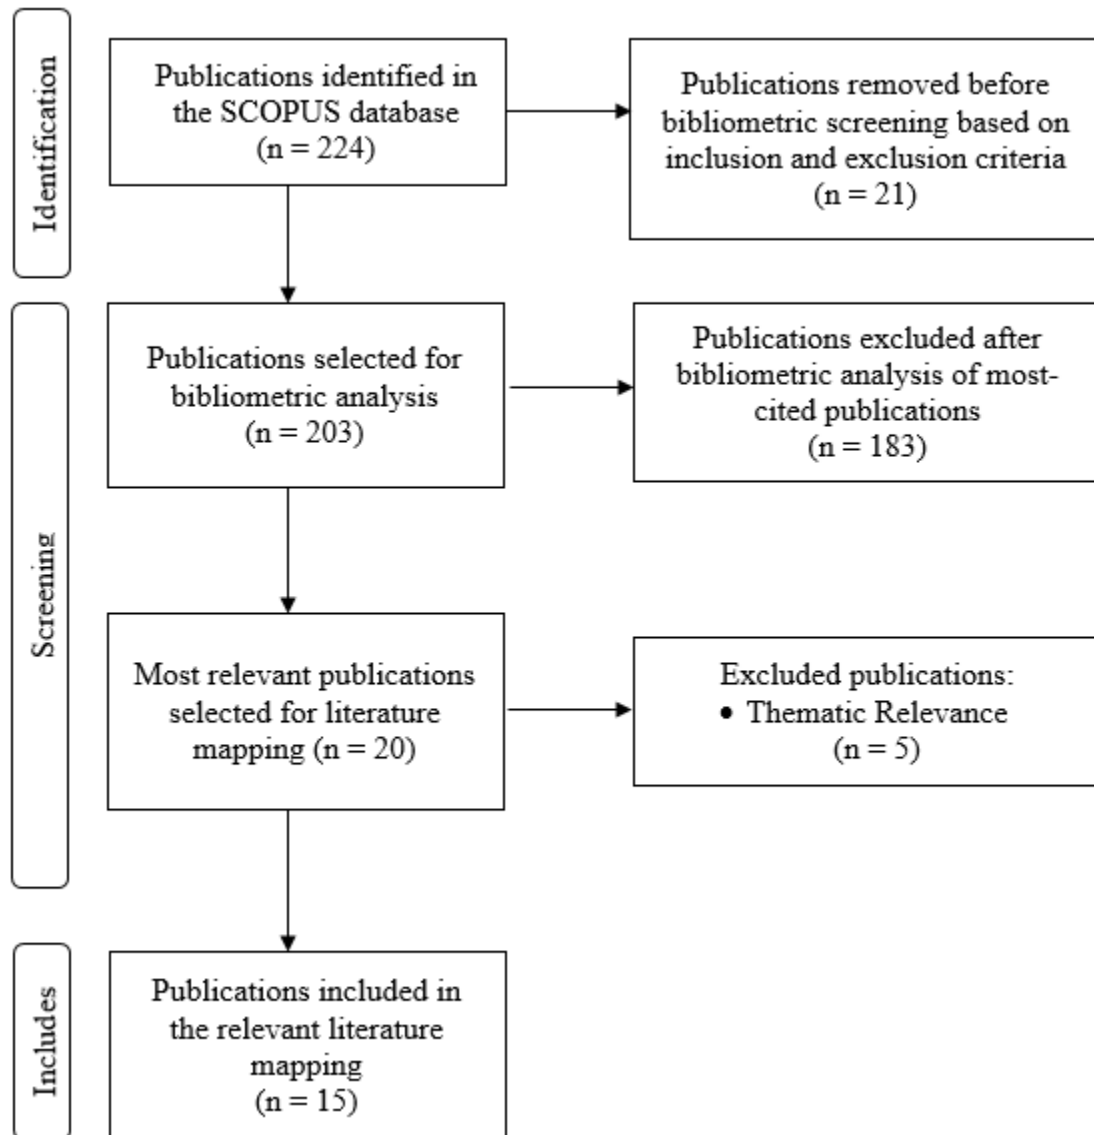 Identification
Publications identified in
the SCOPUS database
(n = 224)
Publications removed before
bibliometric screening based on
inclusion and exclusion criteria
(n = 21)
Screening
Publications selected for
bibliometric analysis
(n = 203)
Publications excluded after
bibliometric analysis of most-
cited publications
(n = 183)
Most relevant publications
selected for literature
mapping (n = 20)
Excluded publications:
• Thematic Relevance
(n = 5)
Includes
Publications included in
the relevant literature
mapping
(n = 15)